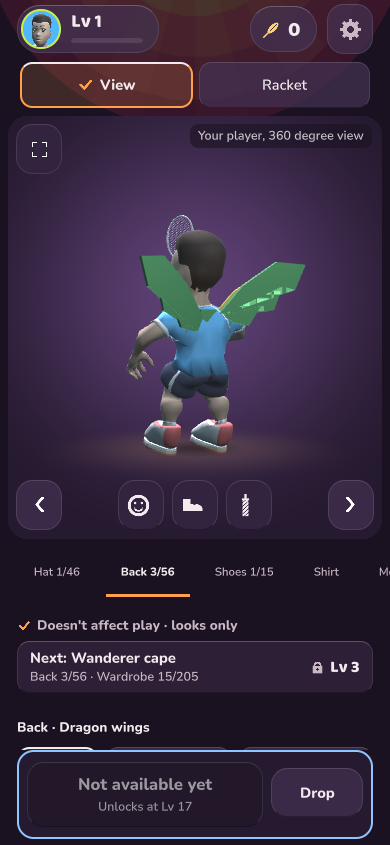 Lv 1
0
View
Racket
Your player, 360 degree view
Hat 1/46
Back 3/56
Shoes 1/15
Shirt
Doesn't affect play · looks only
Next: Wanderer cape
Back 3/56 · Wardrobe 15/205
Lv 3
Back · Dragon wings
Not available yet
Unlocks at Lv 17
Drop